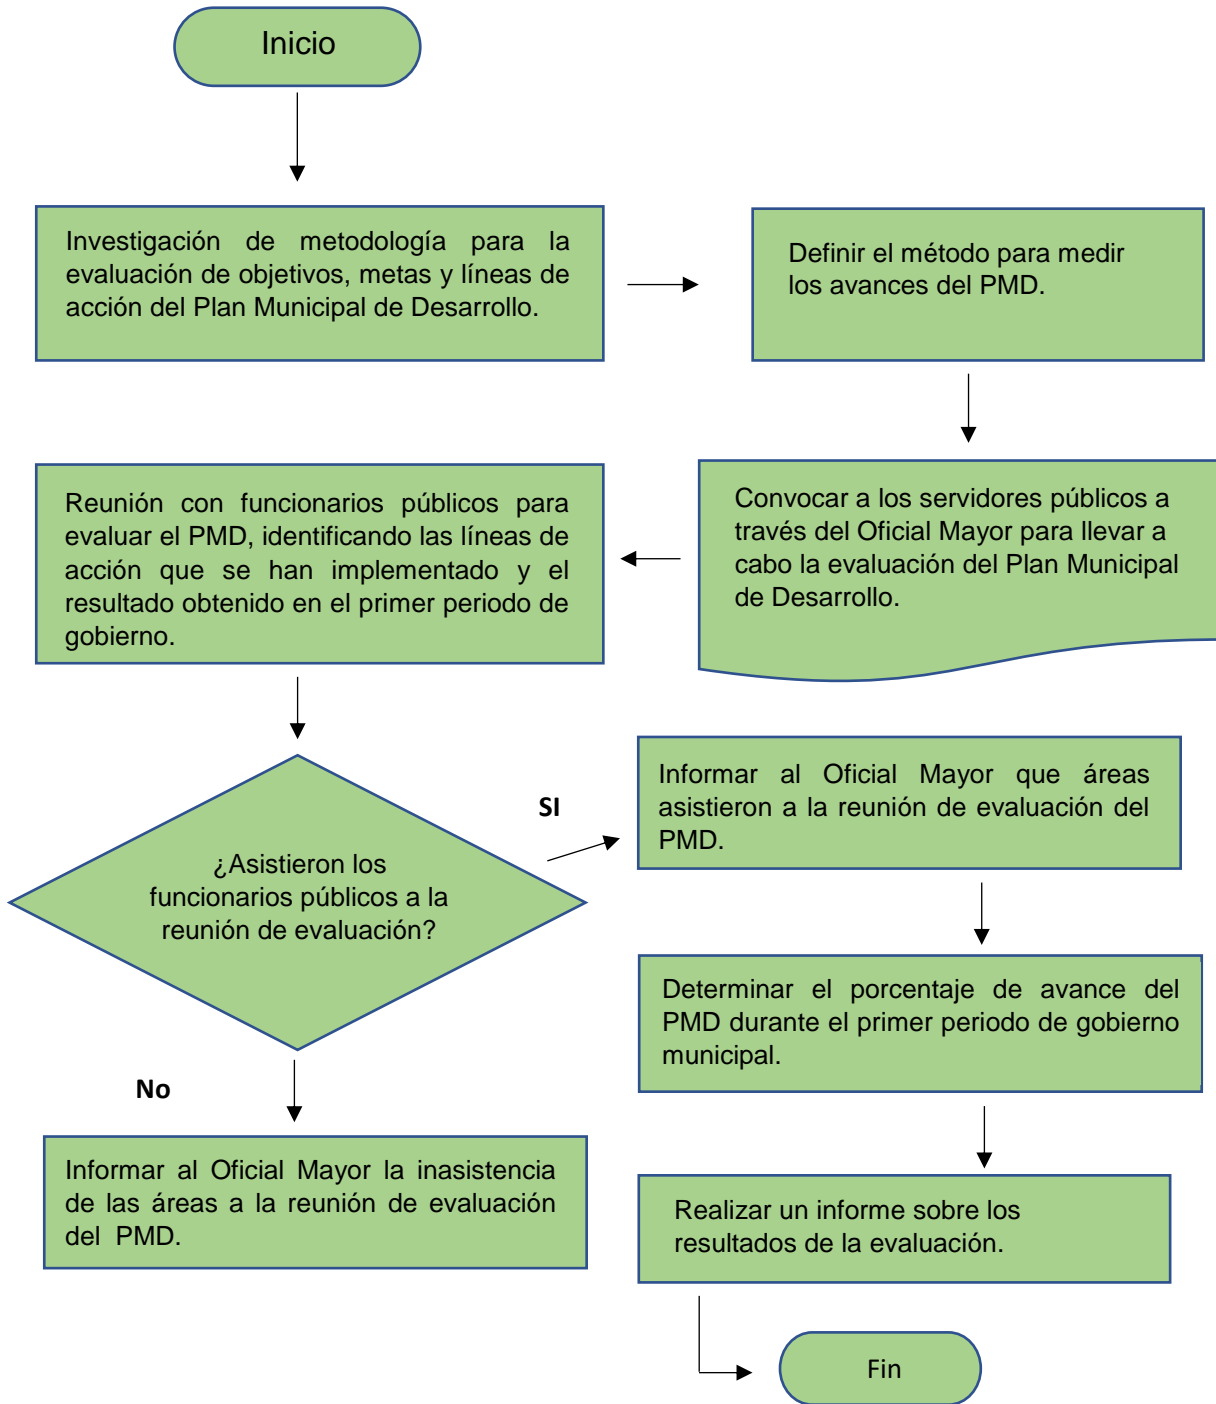 Inicio
Investigación de metodología para la
evaluación de objetivos, metas y líneas de
acción del Plan Municipal de Desarrollo.
Definir el método para medir
los avances del PMD.
Convocar a los servidores públicos a
través del Oficial Mayor para llevar a
cabo la evaluación del Plan Municipal
de Desarrollo.
Reunión con funcionarios públicos para
evaluar el PMD, identificando las líneas de
acción que se han implementado y el
resultado obtenido en el primer periodo de
gobierno.
¿Asistieron los
funcionarios públicos a la
reunión de evaluación?
SI
Informar al Oficial Mayor que áreas
asistieron a la reunión de evaluación del
PMD.
Determinar el porcentaje de avance del
PMD durante el primer periodo de gobierno
municipal.
No
Informar al Oficial Mayor la inasistencia
de las áreas a la reunión de evaluación
del PMD.
Realizar un informe sobre los
resultados de la evaluación.
Fin